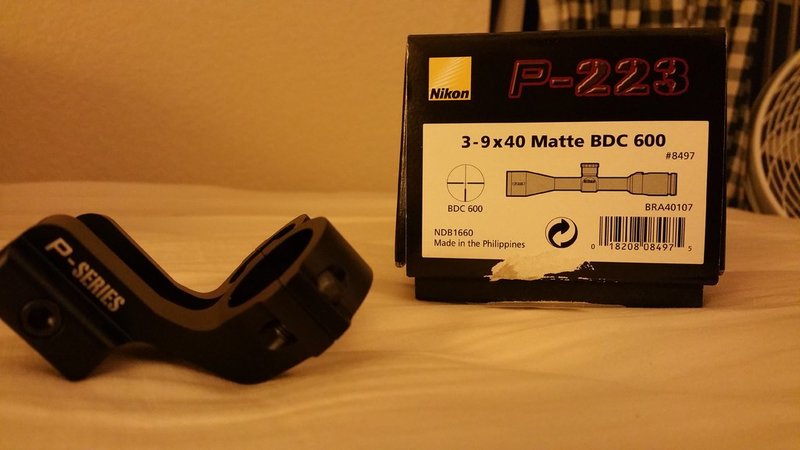 P-SERIES
Nikon
P-223
3-9x40 Matte BDC 600
#8497
Nikon
BDC 600
BRA40107
NDB1660
Made in the Philippines
0 18208 08497 5